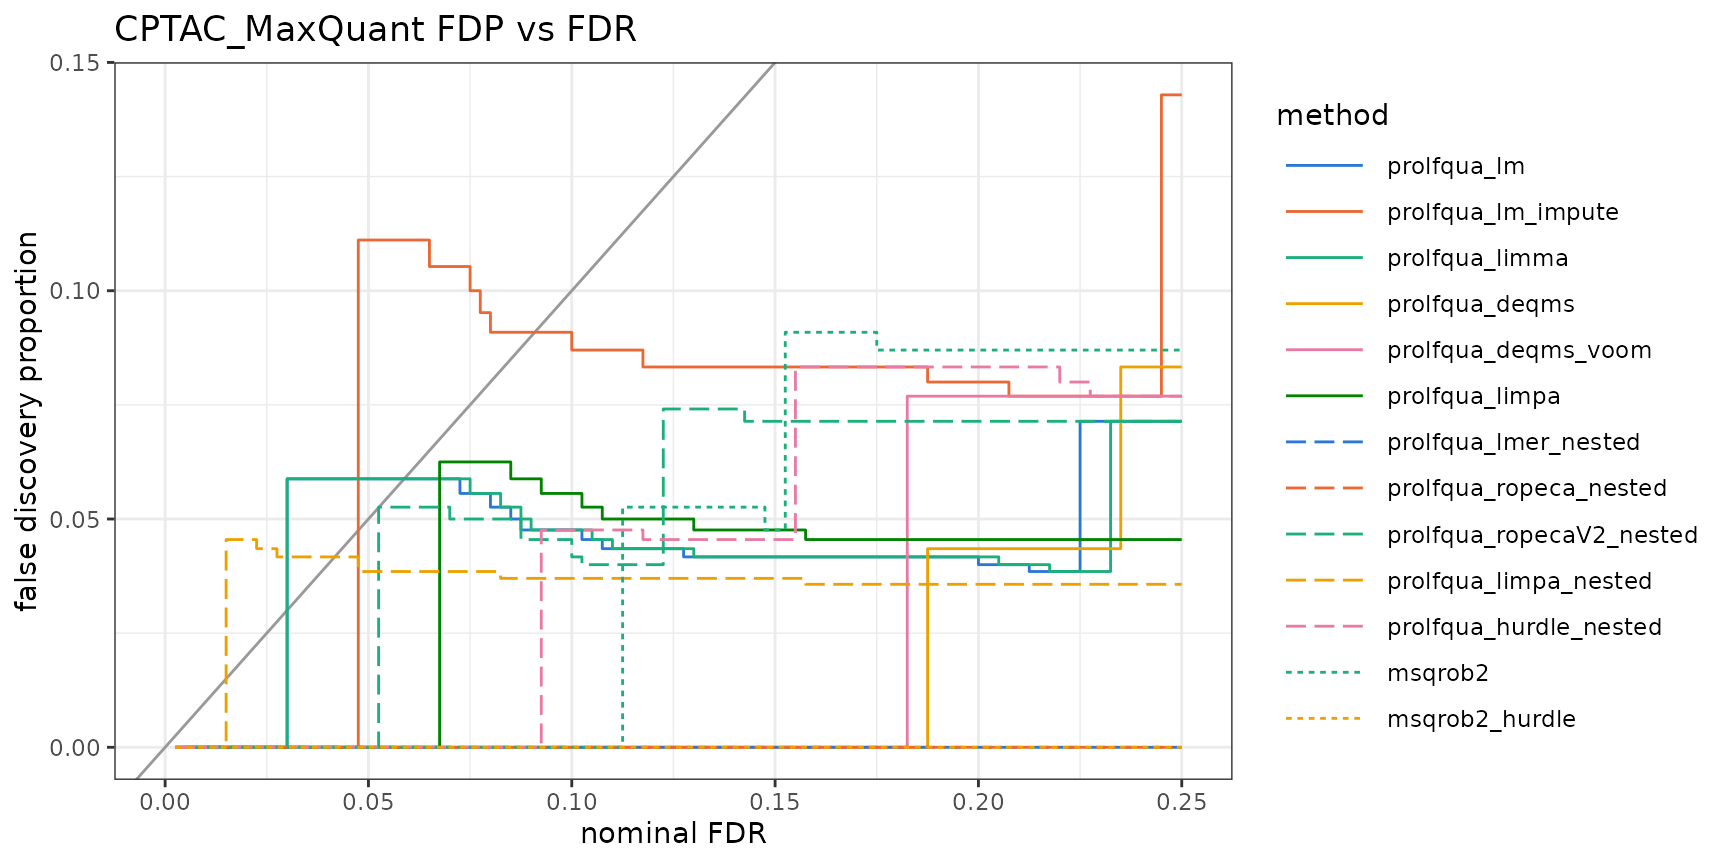 CPTAC_MaxQuant FDP vs FDR
0.15
0.10
0.05
0.00
false discovery proportion
0.00
0.05
0.10
0.15
0.20
0.25
nominal FDR
method
prolfqua_lm
prolfqua_lm_impute
prolfqua_limma
prolfqua_deqms
prolfqua_deqms_voom
prolfqua_limpa
prolfqua_lmer_nested
prolfqua_ropeca_nested
prolfqua_ropecaV2_nested
prolfqua_limpa_nested
prolfqua_hurdle_nested
msqrob2
msqrob2_hurdle